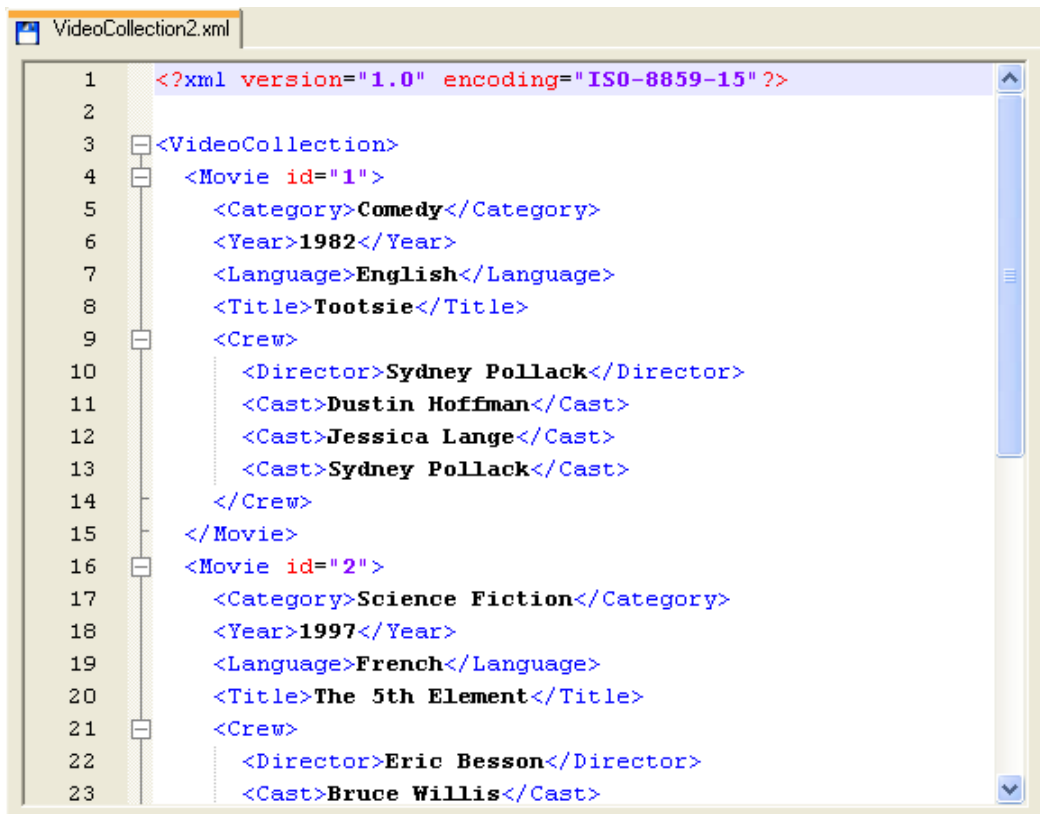 VideoCollection2.xml
1 <?xml version="1.0" encoding="ISO-8859-15"?>
2
3 <VideoCollection>
4 <Movie id="1">
5 <Category>Comedy</Category>
6 <Year>1982</Year>
7 <Language>English</Language>
8 <Title>Tootsie</Title>
9 <Crew>
10 <Director>Sydney Pollack</Director>
11 <Cast>Dustin Hoffman</Cast>
12 <Cast>Jessica Lange</Cast>
13 <Cast>Sydney Pollack</Cast>
14 </Crew>
15 </Movie>
16 <Movie id="2">
17 <Category>Science Fiction</Category>
18 <Year>1997</Year>
19 <Language>French</Language>
20 <Title>The 5th Element</Title>
21 <Crew>
22 <Director>Eric Besson</Director>
23 <Cast>Bruce Willis</Cast>